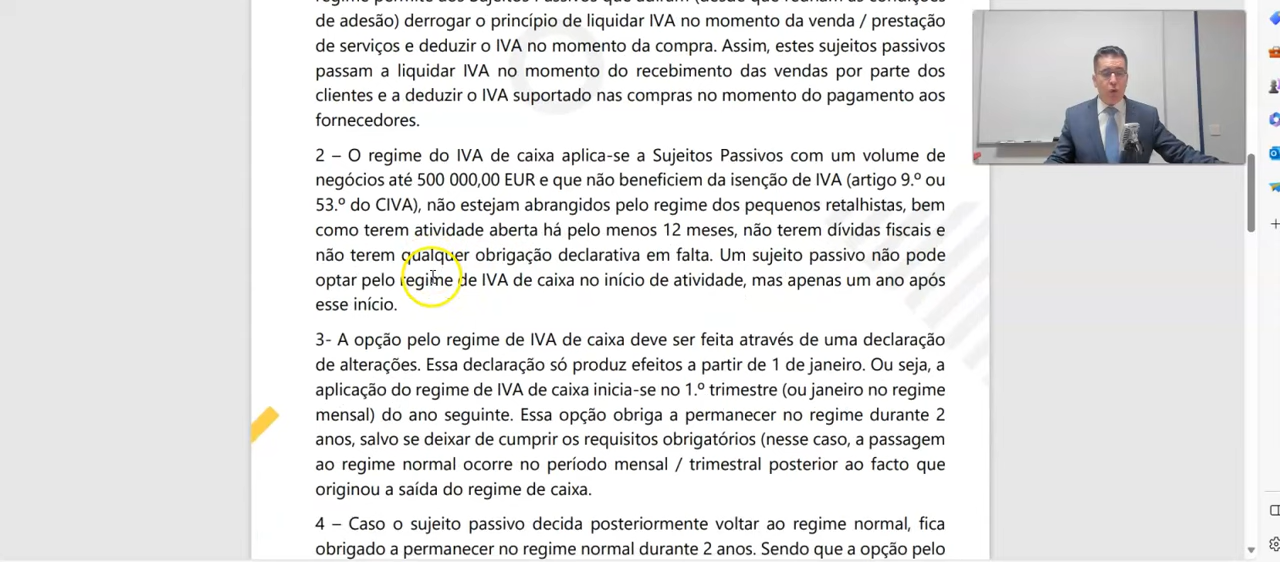 de adesão) derrogar o princípio de liquidar IVA no momento da venda / prestação
de serviços e deduzir o IVA no momento da compra. Assim, estes sujeitos passivos
passam a liquidar IVA no momento do recebimento das vendas por parte dos
clientes e a deduzir o IVA suportado nas compras no momento do pagamento aos
fornecedores.
2 – O regime do IVA de caixa aplica-se a Sujeitos Passivos com um volume de
negócios até 500 000,00 EUR e que não beneficiem da isenção de IVA (artigo 9.º ou
53.º do CIVA), não estejam abrangidos pelo regime dos pequenos retalhistas, bem
como terem atividade aberta há pelo menos 12 meses, não terem dívidas fiscais e
não terem qualquer obrigação declarativa em falta. Um sujeito passivo não pode
optar pelo regime de IVA de caixa no início de atividade, mas apenas um ano após
esse início.
3- A opção pelo regime de IVA de caixa deve ser feita através de uma declaração
de alterações. Essa declaração só produz efeitos a partir de 1 de janeiro. Ou seja, a
aplicação do regime de IVA de caixa inicia-se no 1.º trimestre (ou janeiro no regime
mensal) do ano seguinte. Essa opção obriga a permanecer no regime durante 2
anos, salvo se deixar de cumprir os requisitos obrigatórios (nesse caso, a passagem
ao regime normal ocorre no período mensal / trimestral posterior ao facto que
originou a saída do regime de caixa.
4 – Caso o sujeito passivo decida posteriormente voltar ao regime normal, fica
obrigado a permanecer no regime normal durante 2 anos. Sendo que a opção pelo